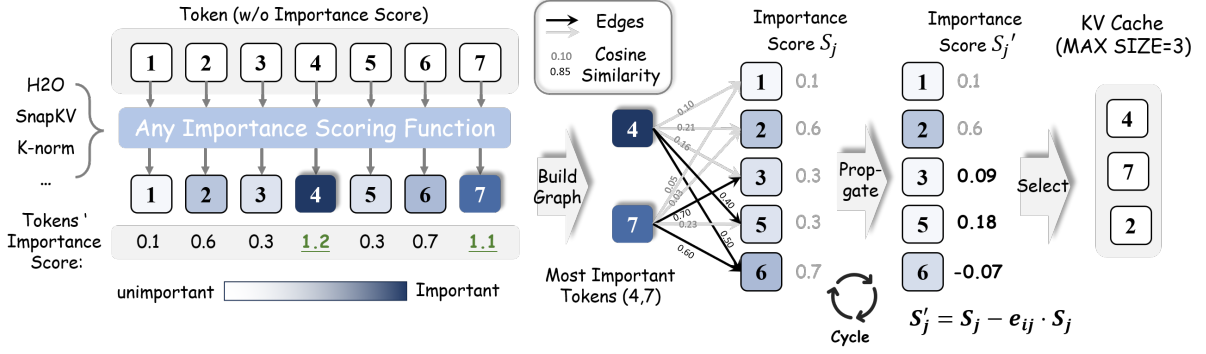 Token (w/o Importance Score)
1 2 3 4 5 6 7
H2O
SnapKV
K-norm
...
Any Importance Scoring Function
1 2 3 4 5 6 7
Tokens '
Importance
Score:
0.1 0.6 0.3 1.2 0.3 0.7 1.1
unimportant Important
Edges
0.10
0.85
Cosine
Similarity
Build
Graph
4
7
Most Important
Tokens (4,7)
0.10
0.21
0.16
0.05
0.03
0.40
0.70
0.23
0.50
0.60
Importance
Score Sj
1 0.1
2 0.6
3 0.3
5 0.3
6 0.7
Prop-
gate
Cycle
Importance
Score Sj'
1 0.1
2 0.6
3 0.09
5 0.18
6 -0.07
S'j = Sj − eij · Sj
Select
KV Cache
(MAX SIZE=3)
4
7
2